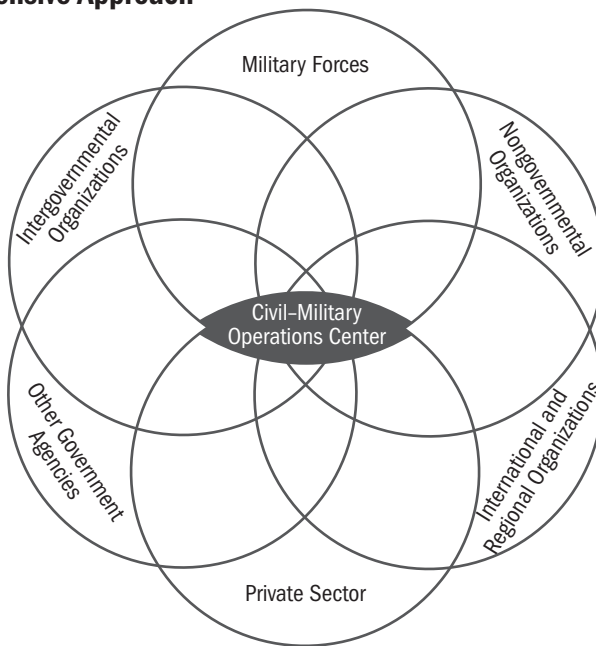 Military Forces
Intergovernmental
Organizations
Nongovernmental
Organizations
Civil–Military
Operations Center
Other Government
Agencies
International and
Regional Organizations
Private Sector